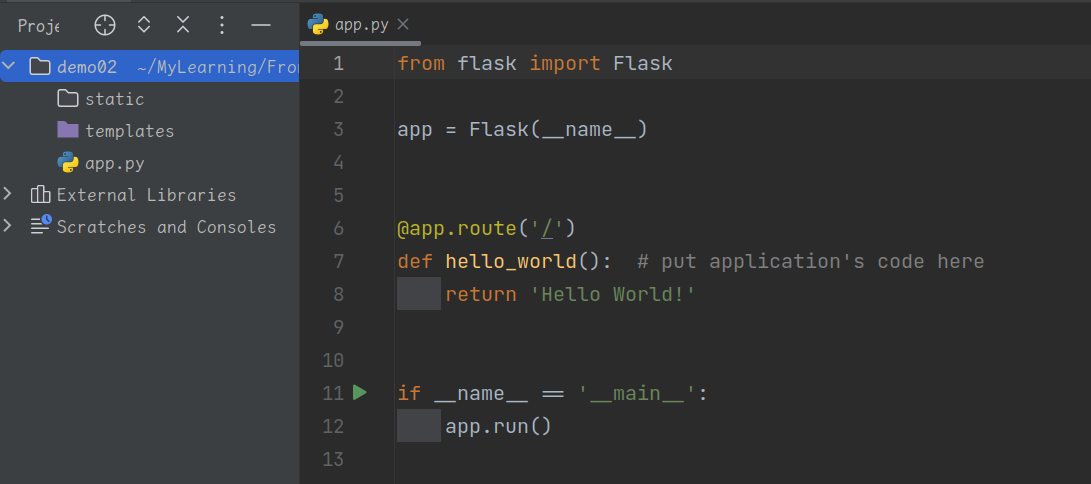 Proje
demo02 ~/MyLearning/Fron
static
templates
app.py
External Libraries
Scratches and Consoles
app.py
1 from flask import Flask
2
3 app = Flask(__name__)
4
5
6 @app.route('/')
7 def hello_world():  # put application's code here
8     return 'Hello World!'
9
10
11 if __name__ == '__main__':
12     app.run()
13